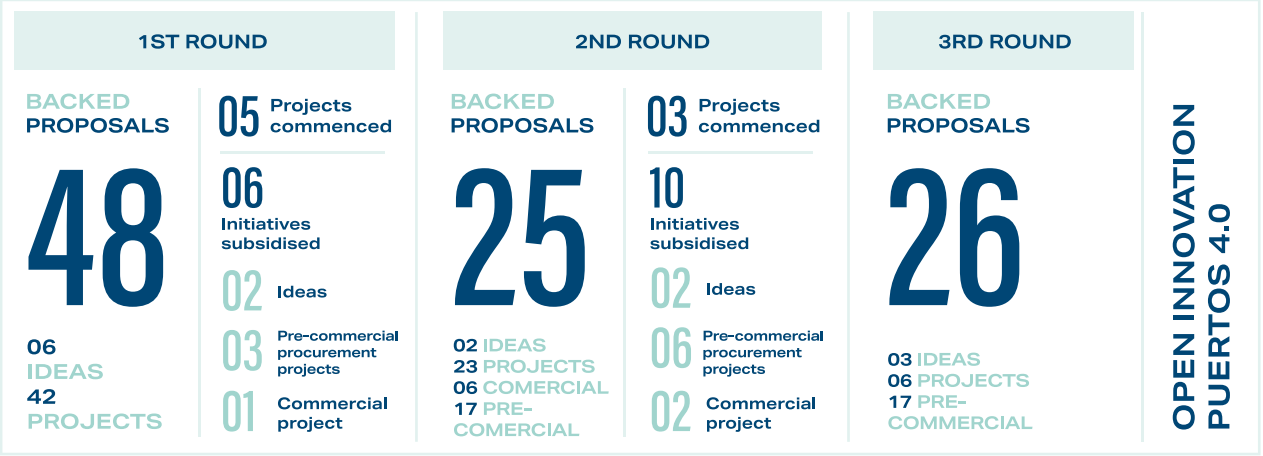 1ST ROUND
BACKED
PROPOSALS
48
06
IDEAS
42
PROJECTS
05 Projects
commenced
06
Initiatives
subsidised
02 Ideas
03 Pre-commercial
procurement
projects
01 Commercial
project
2ND ROUND
BACKED
PROPOSALS
25
02 IDEAS
23 PROJECTS
06 COMERCIAL
17 PRE-
COMERCIAL
03 Projects
commenced
10
Initiatives
subsidised
02 Ideas
06 Pre-commercial
procurement
projects
02 Commercial
project
3RD ROUND
BACKED
PROPOSALS
26
03 IDEAS
06 PROJECTS
17 PRE-
COMMERCIAL
OPEN INNOVATION
PUERTOS 4.0